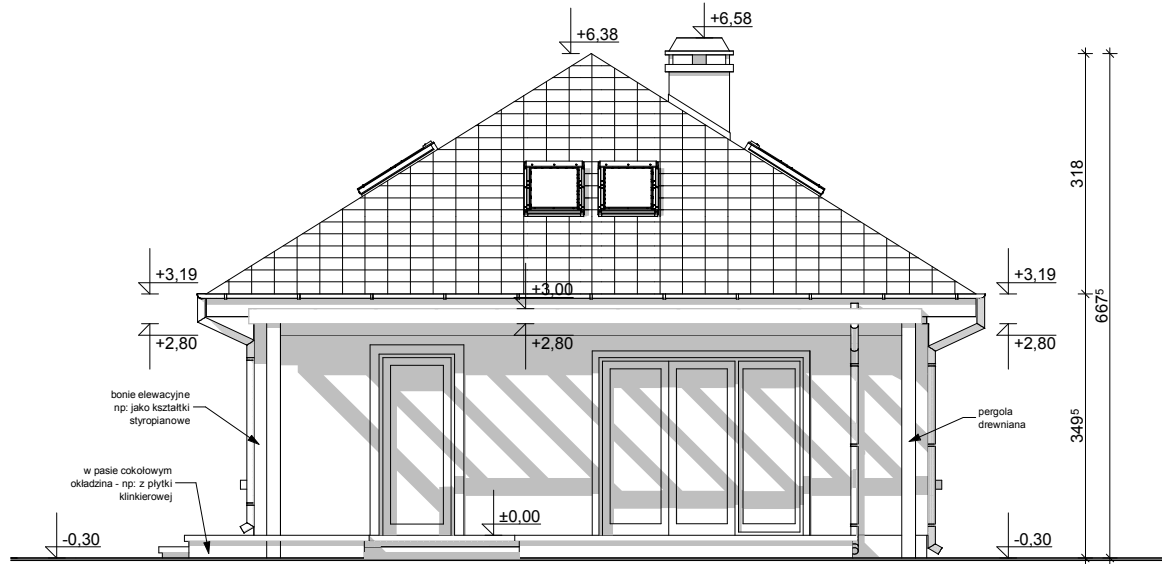 +6,58
+6,38
318
+3,19
+3,00
+3,19
667⁵
+2,80
+2,80
+2,80
bonie elewacyjne
np: jako kształtki
styropianowe
pergola
drewniana
349⁵
w pasie cokołowym
okładzina - np: z płytki
klinkierowej
±0,00
-0,30
-0,30